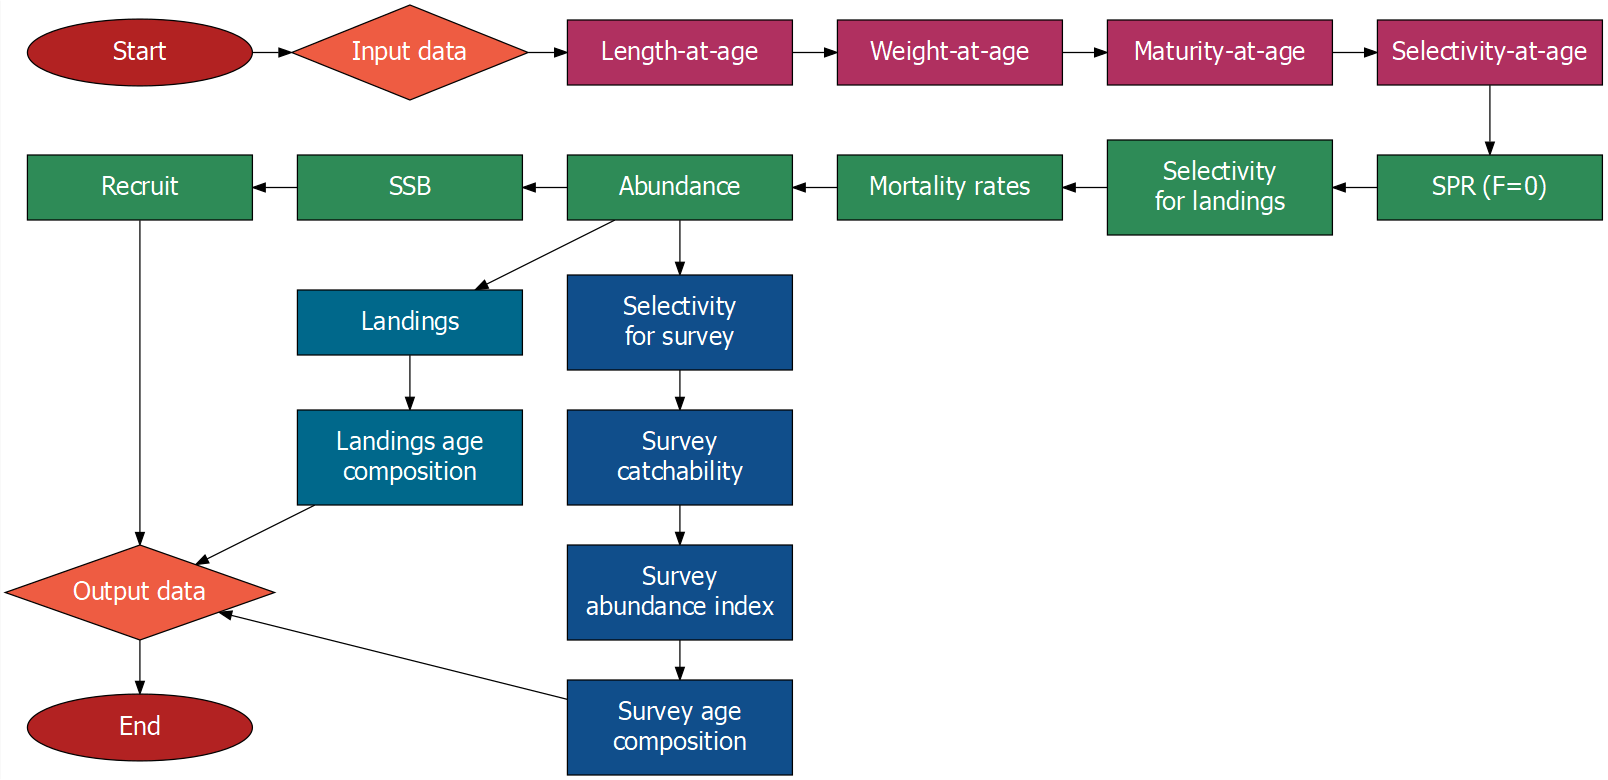 Start
Input data
Length-at-age
Weight-at-age
Maturity-at-age
Selectivity-at-age
Recruit
SSB
Abundance
Mortality rates
Selectivity
for landings
SPR (F=0)
Landings
Selectivity
for survey
Landings age
composition
Survey
catchability
Output data
Survey
abundance index
End
Survey age
composition